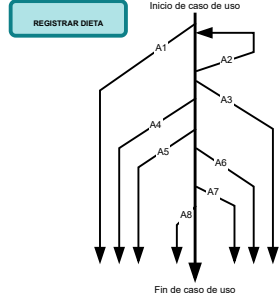 Inicio de caso de uso
REGISTRAR DIETA
A1
A2
A3
A4
A5
A6
A7
A8
Fin de caso de uso